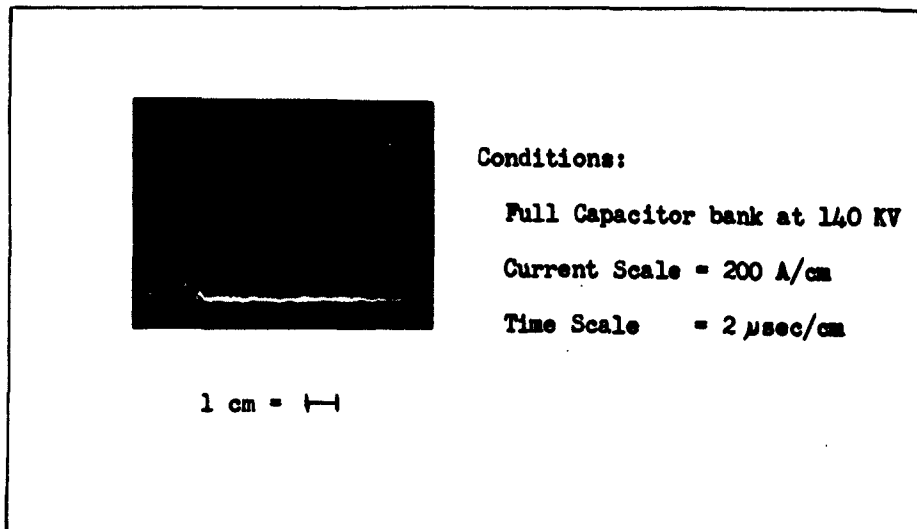 Conditions:
Full Capacitor bank at 140 KV
Current Scale = 200 A/cm
Time Scale = 2 μsec/cm
1 cm =